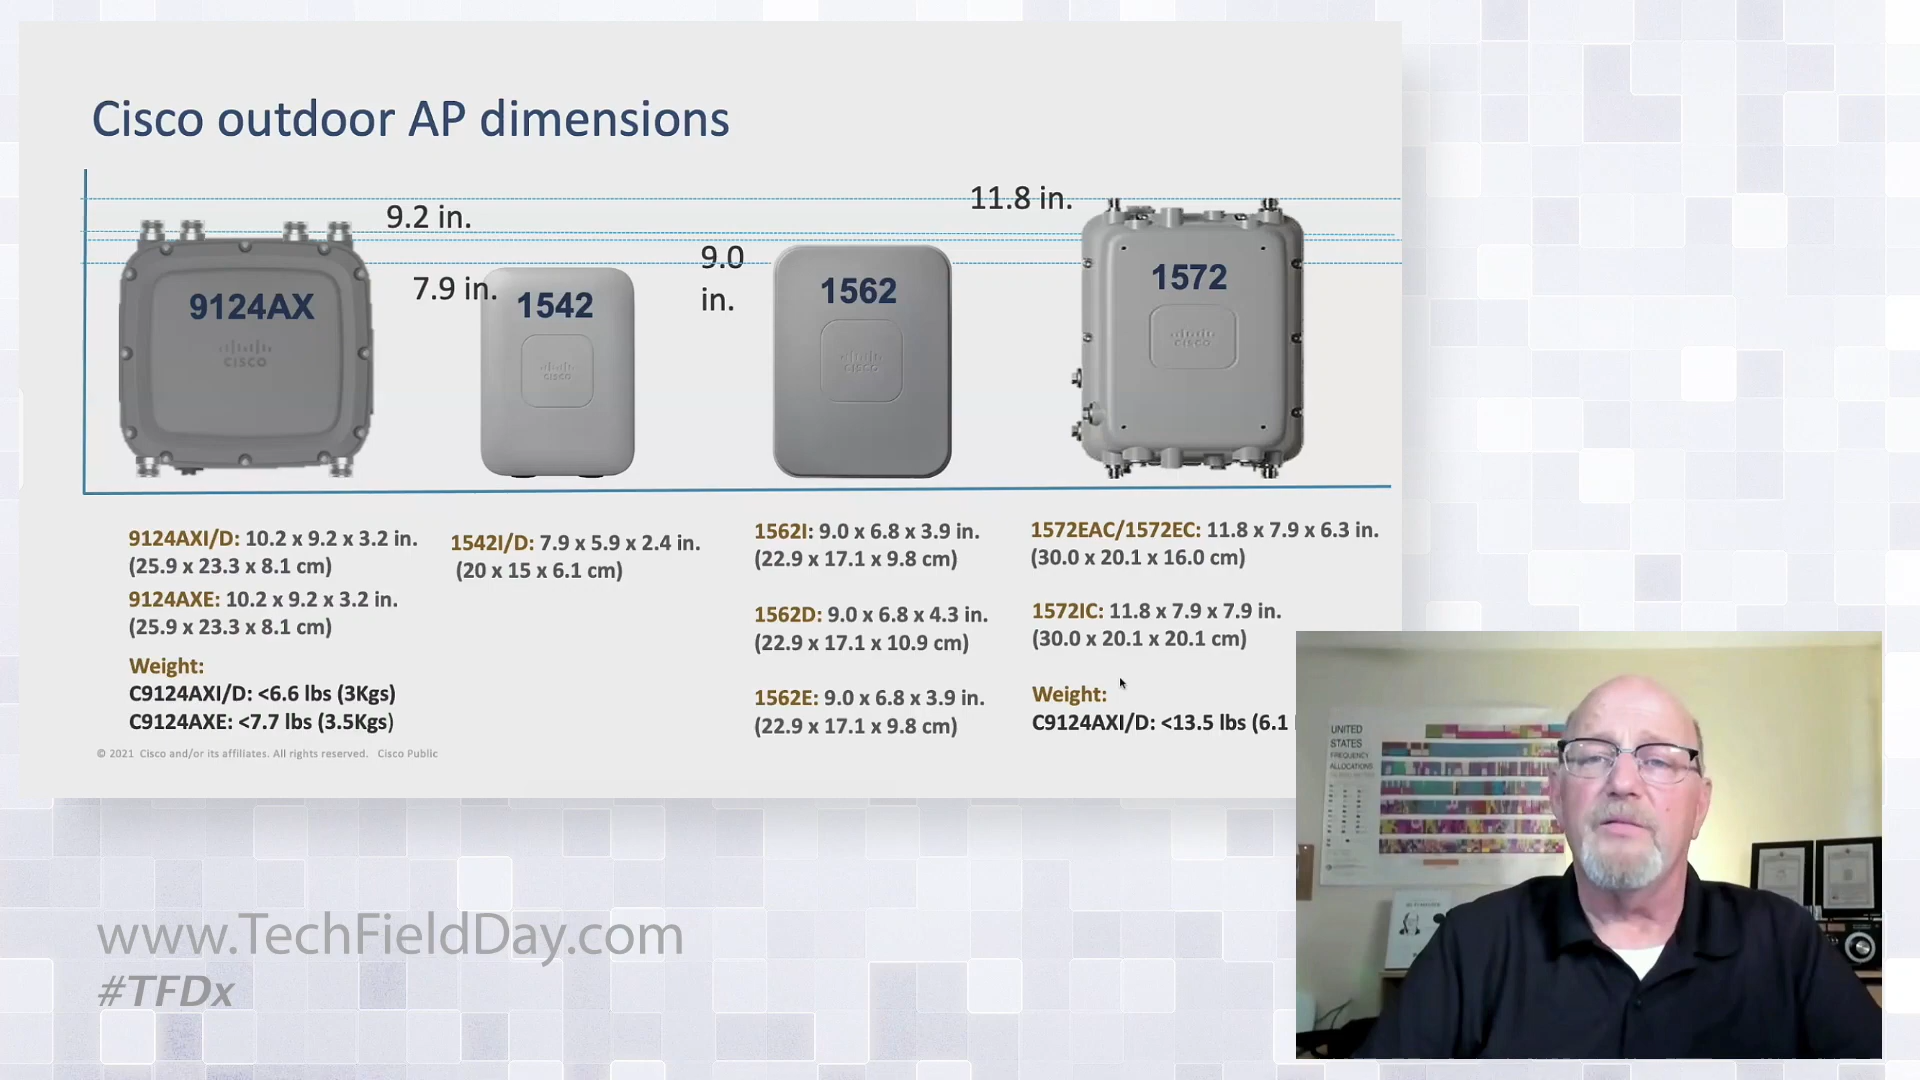 Cisco outdoor AP dimensions
11.8 in.
9.2 in.
9.0
in.
7.9 in.
9124AX
CISCO
1542
CISCO
1562
CISCO
1572
CISCO
9124AXI/D: 10.2 x 9.2 x 3.2 in.
(25.9 x 23.3 x 8.1 cm)
9124AXE: 10.2 x 9.2 x 3.2 in.
(25.9 x 23.3 x 8.1 cm)
Weight:
C9124AXI/D: <6.6 lbs (3Kgs)
C9124AXE: <7.7 lbs (3.5Kgs)
1542I/D: 7.9 x 5.9 x 2.4 in.
(20 x 15 x 6.1 cm)
1562I: 9.0 x 6.8 x 3.9 in.
(22.9 x 17.1 x 9.8 cm)
1562D: 9.0 x 6.8 x 4.3 in.
(22.9 x 17.1 x 10.9 cm)
1562E: 9.0 x 6.8 x 3.9 in.
(22.9 x 17.1 x 9.8 cm)
1572EAC/1572EC: 11.8 x 7.9 x 6.3 in.
(30.0 x 20.1 x 16.0 cm)
1572IC: 11.8 x 7.9 x 7.9 in.
(30.0 x 20.1 x 20.1 cm)
Weight:
C9124AXI/D: <13.5 lbs (6.1
© 2021 Cisco and/or its affiliates. All rights reserved. Cisco Public
UNITED
STATES
FREQUENCY
ALLOCATIONS
www.TechFieldDay.com
#TFDx